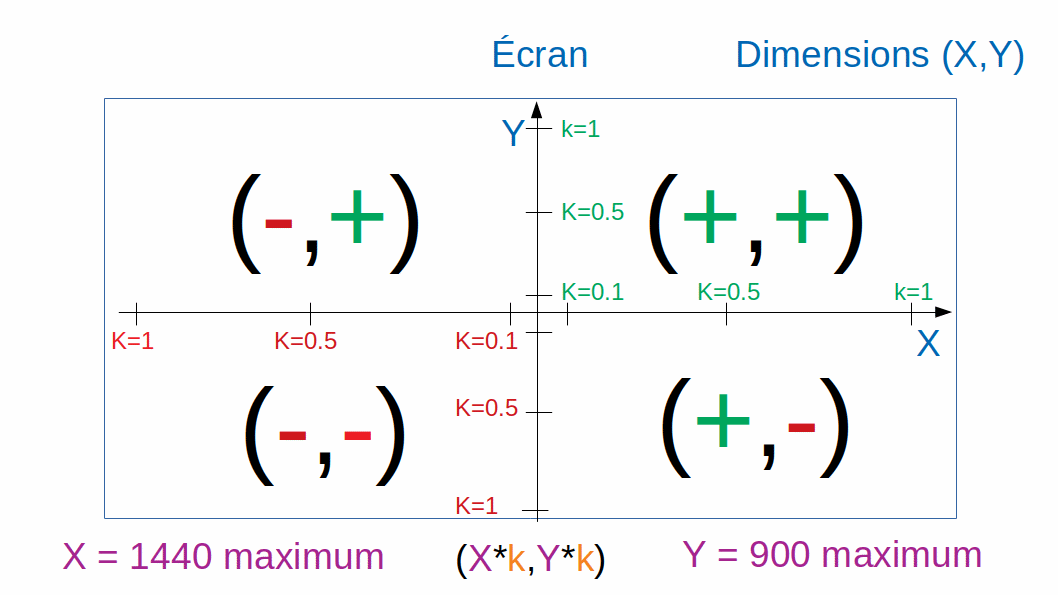 Écran Dimensions (X,Y)
Y k=1
(-,+) K=0.5 (+,+)
K=0.1 K=0.5 k=1
K=1 K=0.5 K=0.1 X
K=0.5
(-,-) (+,-)
K=1
X = 1440 maximum (X*k,Y*k) Y = 900 maximum